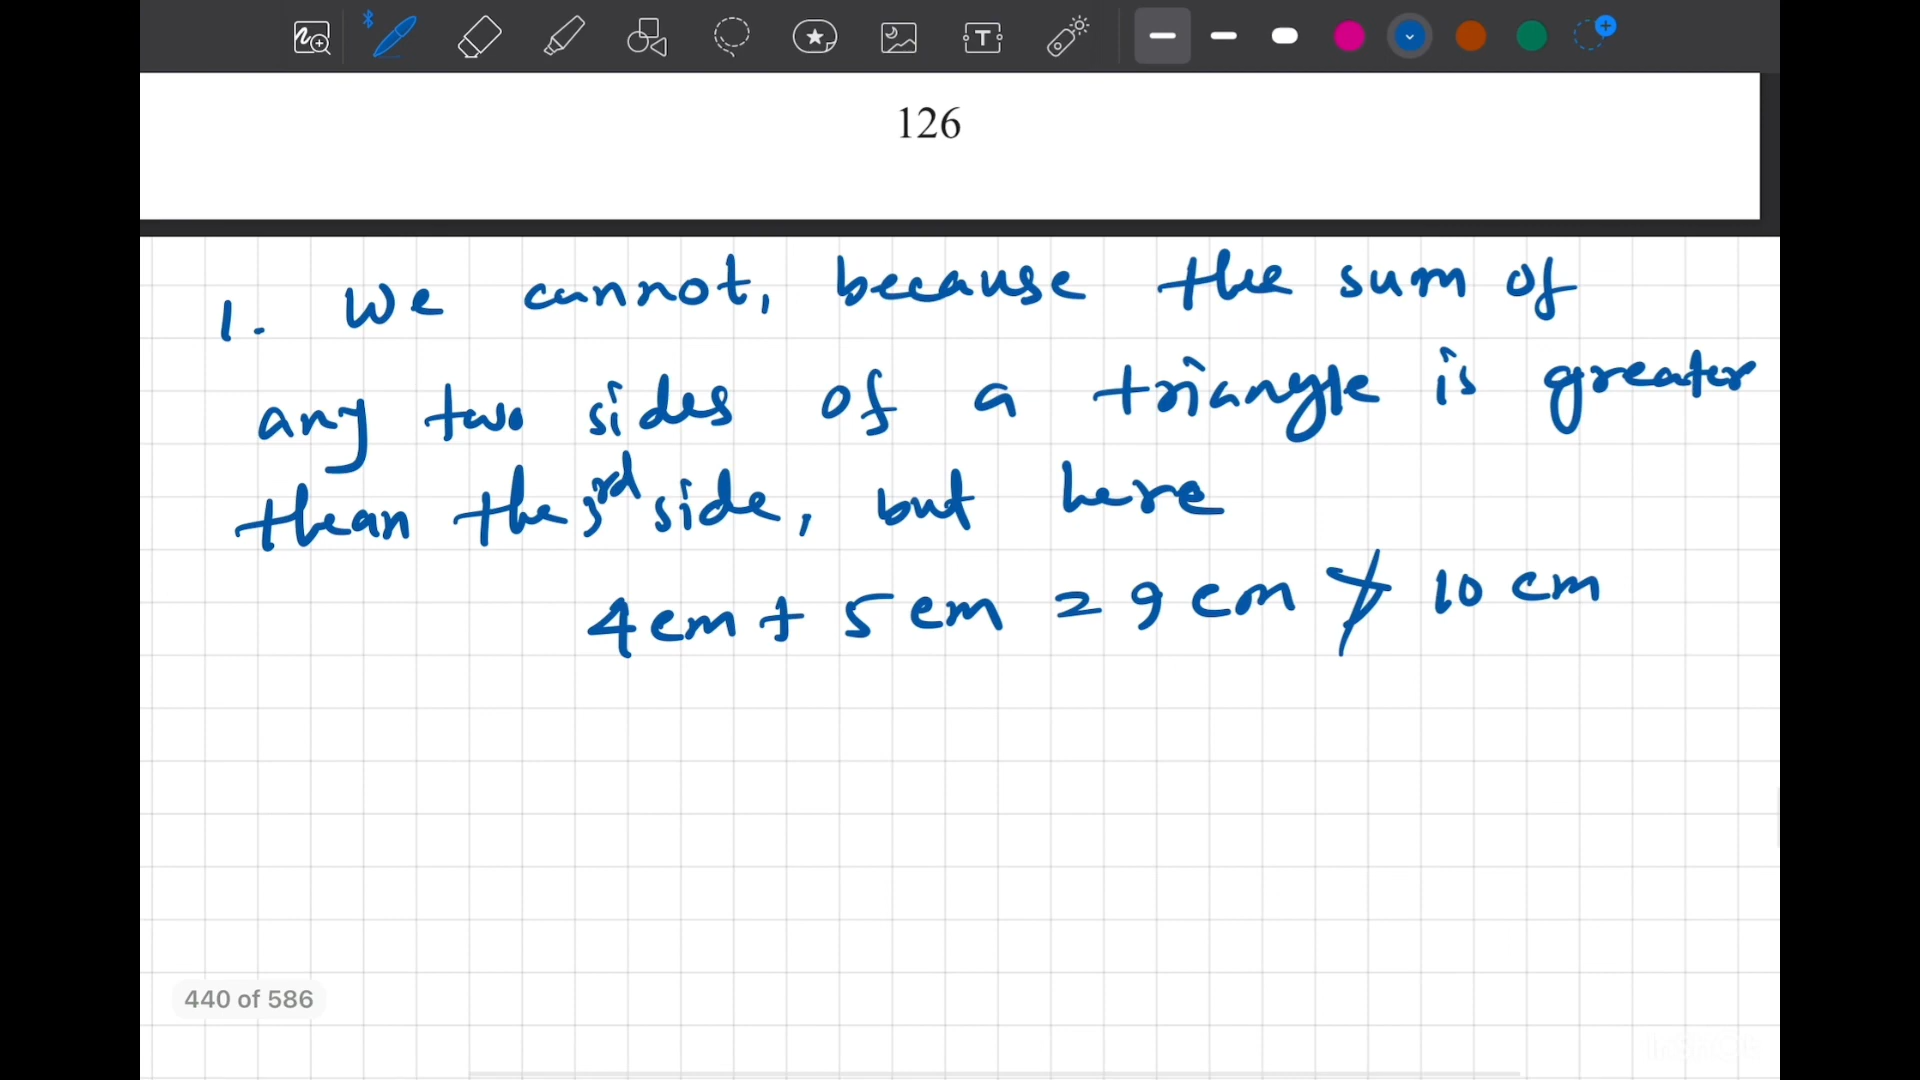 126
1. We cannot, because the sum of
any two sides of a triangle is greater
than the 3rd side, but here
4 cm + 5 cm = 9 cm ≯ 10 cm
440 of 586